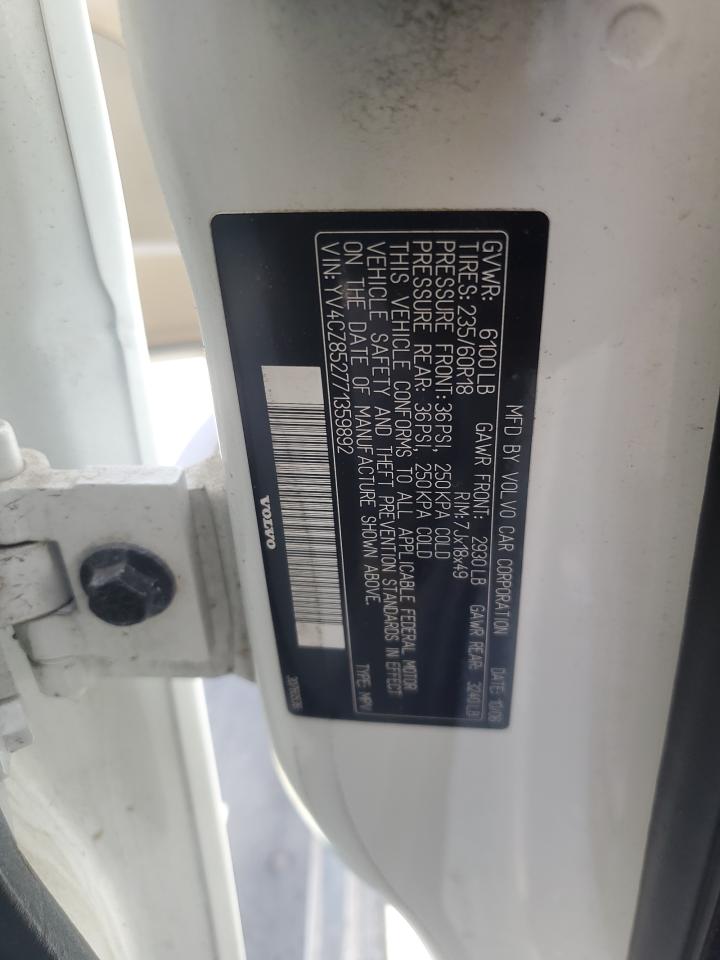 MFD BY VOLVO CAR CORPORATION DATE: 10/06
GVWR: 6100LB GAWR FRONT: 2930LB GAWR REAR: 3240LB
TIRES: 235/60R18 RIM: 7Jx18x49
PRESSURE FRONT: 36PSI, 250KPA COLD
PRESSURE REAR: 36PSI, 250KPA COLD
THIS VEHICLE CONFORMS TO ALL APPLICABLE FEDERAL MOTOR
VEHICLE SAFETY AND THEFT PREVENTION STANDARDS IN EFFECT
ON THE DATE OF MANUFACTURE SHOWN ABOVE.
VIN: YV4CZ852771359892 TYPE: MPV
VOLVO